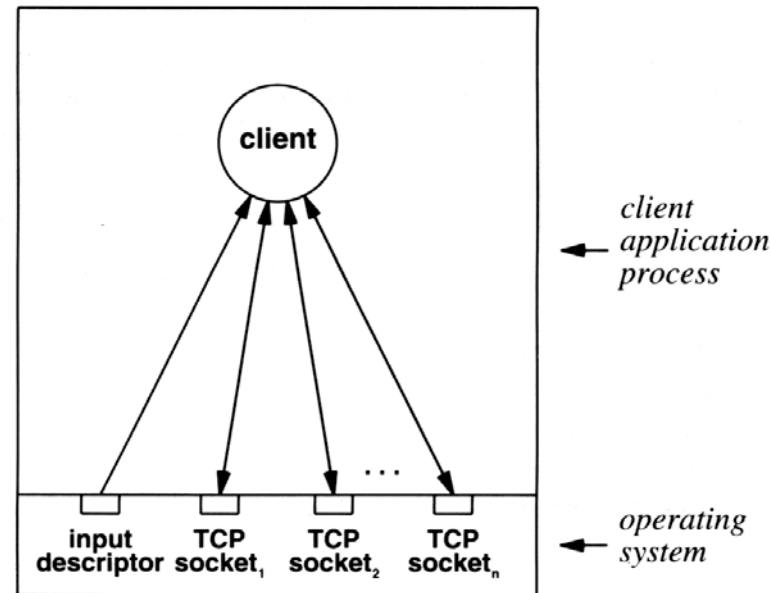 client
client
application
process
...
input
descriptor
TCP
socket₁
TCP
socket₂
TCP
socketₙ
operating
system